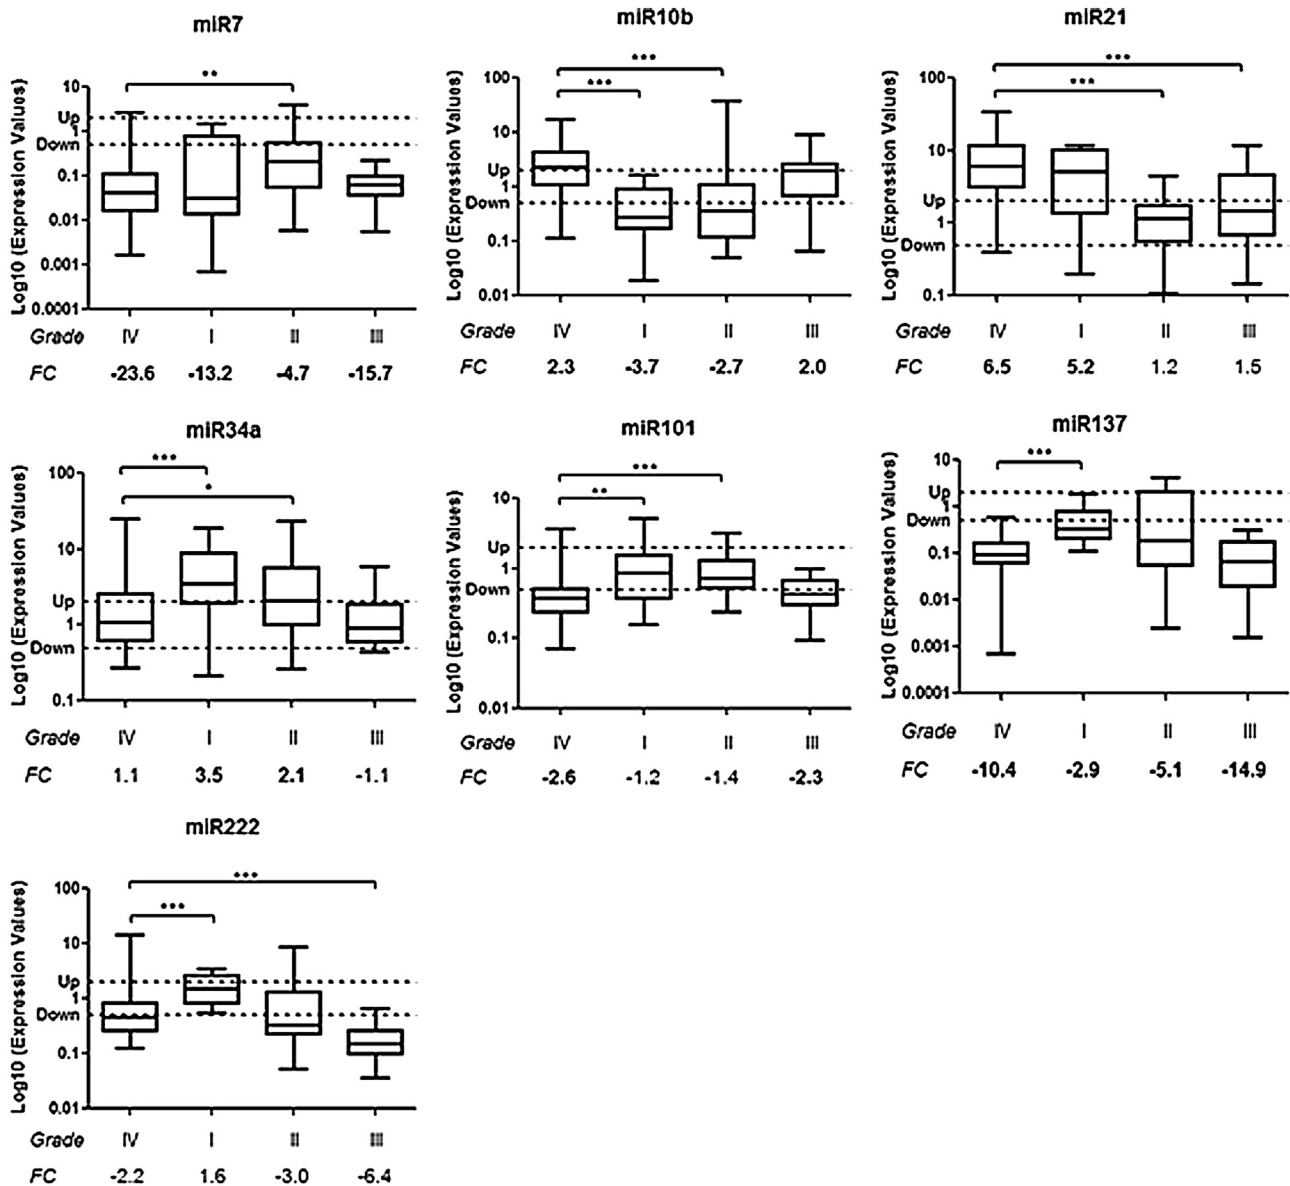 miR7
**
Log10 (Expression Values)
10
Up
1
Down
0.1
0.01
0.001
0.0001
Grade IV I II III
FC -23.6 -13.2 -4.7 -15.7
miR10b
***
***
Log10 (Expression Values)
100
10
Up
1
Down
0.1
0.01
Grade IV I II III
FC 2.3 -3.7 -2.7 2.0
miR21
***
***
Log10 (Expression Values)
100
10
Up
1
Down
0.1
Grade IV I II III
FC 6.5 5.2 1.2 1.5
miR34a
***
*
Log10 (Expression Values)
100
10
Up
1
Down
0.1
Grade IV I II III
FC 1.1 3.5 2.1 -1.1
miR101
***
**
Log10 (Expression Values)
10
Up
1
Down
0.1
0.01
Grade IV I II III
FC -2.6 -1.2 -1.4 -2.3
miR137
***
Log10 (Expression Values)
10
Up
1
Down
0.1
0.01
0.001
0.0001
Grade IV I II III
FC -10.4 -2.9 -5.1 -14.9
miR222
***
***
Log10 (Expression Values)
100
10
Up
1
Down
0.1
0.01
Grade IV I II III
FC -2.2 1.6 -3.0 -6.4